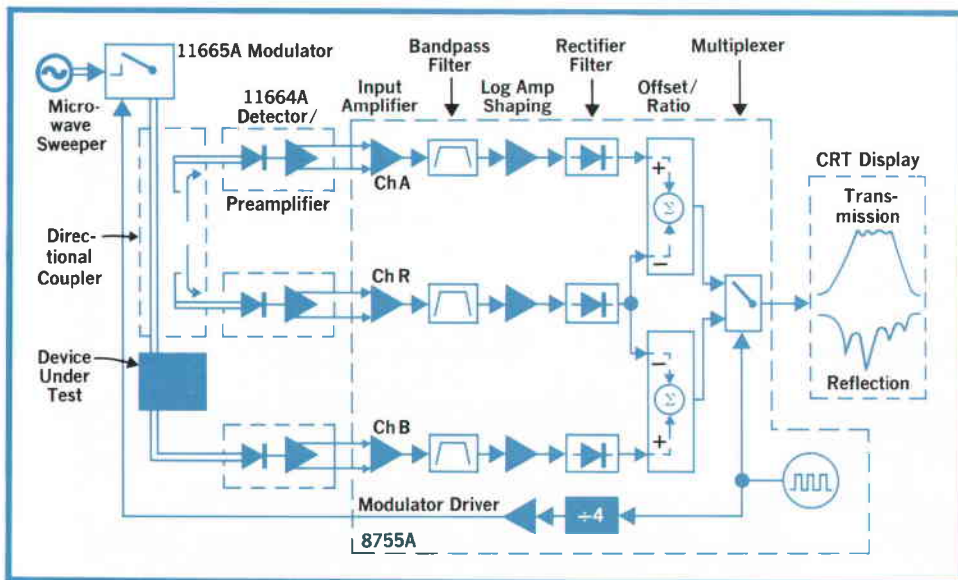 11665A Modulator
Micro-
wave
Sweeper
11664A
Detector/
Preamplifier
Input
Amplifier
Bandpass
Filter
Log Amp
Shaping
Rectifier
Filter
Offset/
Ratio
Multiplexer
CRT Display
Trans-
mission
Reflection
Direc-
tional
Coupler
Device
Under
Test
Ch A
+
Σ
−
Ch R
−
Σ
+
Ch B
Modulator Driver
÷4
8755A